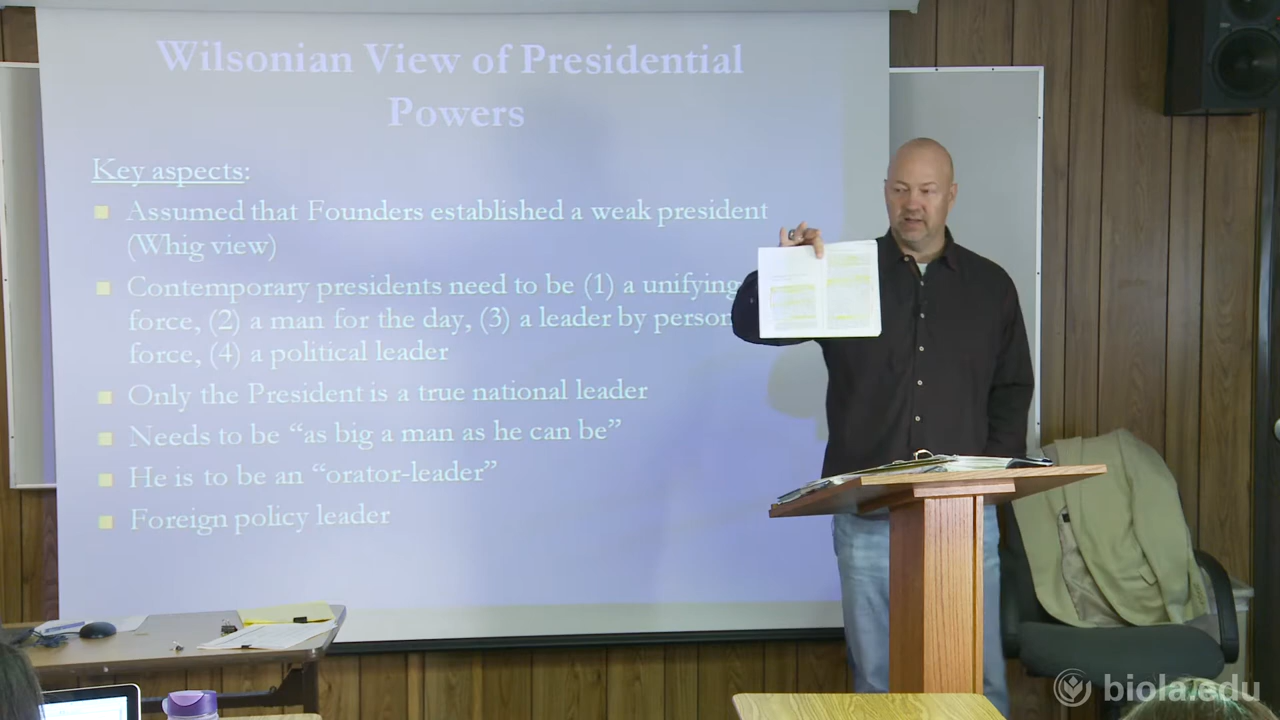 Wilsonian View of Presidential
Powers
Key aspects:
Assumed that Founders established a weak president
(Whig view)
Contemporary presidents need to be (1) a unifying
force, (2) a man for the day, (3) a leader by person
force, (4) a political leader
Only the President is a true national leader
Needs to be “as big a man as he can be”
He is to be an “orator-leader”
Foreign policy leader
biola.edu